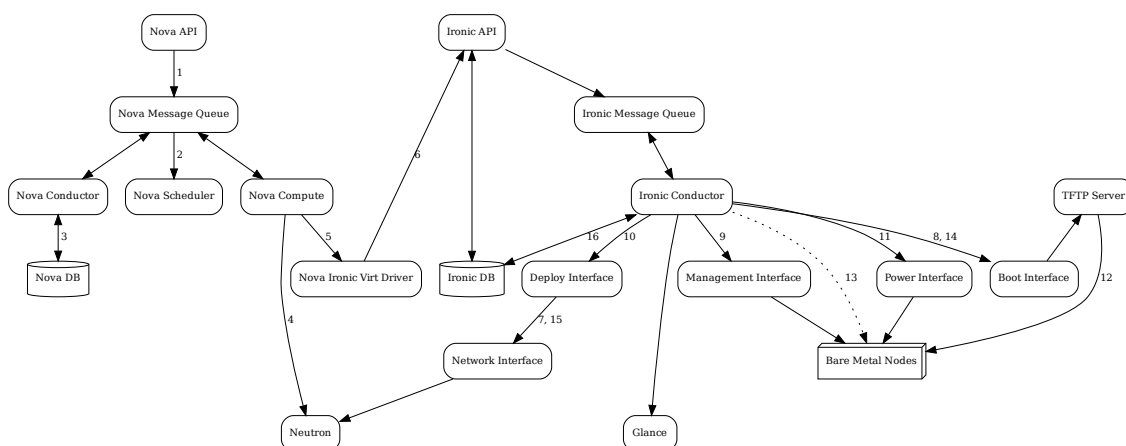 Nova API
Ironic API
1
Nova Message Queue
Ironic Message Queue
2
6
Nova Conductor
Nova Scheduler
Nova Compute
Ironic Conductor
TFTP Server
3
5
16
10
9
11
8, 14
Nova DB
Nova Ironic Virt Driver
Ironic DB
Deploy Interface
Management Interface
13
Power Interface
Boot Interface
12
4
7, 15
Network Interface
Bare Metal Nodes
Neutron
Glance